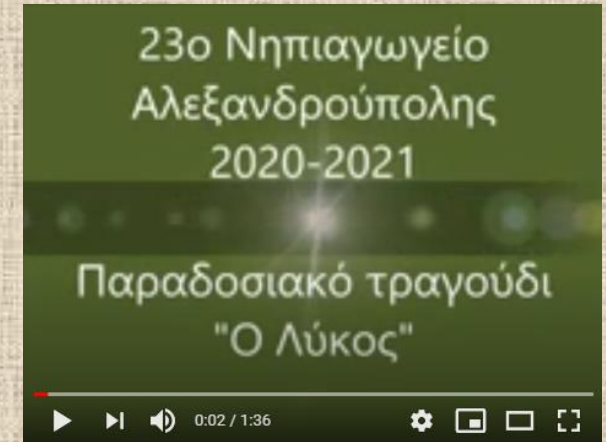 23ο Νηπιαγωγείο
Αλεξανδρούπολης
2020-2021
Παραδοσιακό τραγούδι
"Ο Λύκος"
0:02 / 1:36